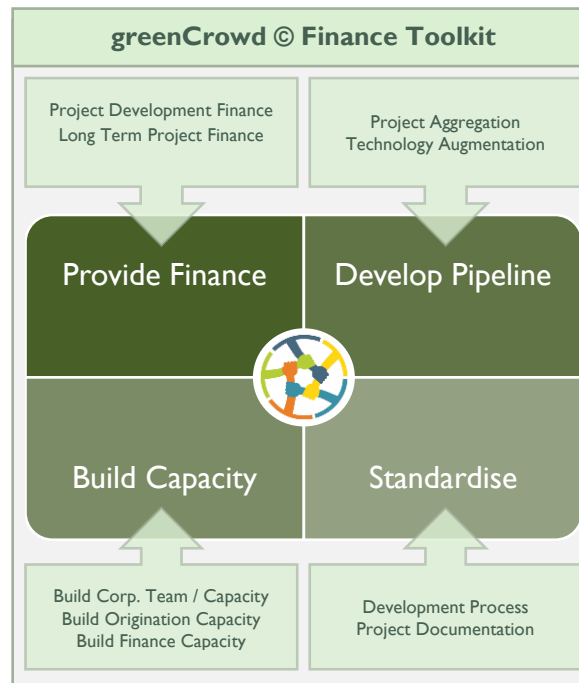 greenCrowd © Finance Toolkit
Project Development Finance
Long Term Project Finance
Project Aggregation
Technology Augmentation
Provide Finance
Develop Pipeline
Build Capacity
Standardise
Build Corp. Team / Capacity
Build Origination Capacity
Build Finance Capacity
Development Process
Project Documentation